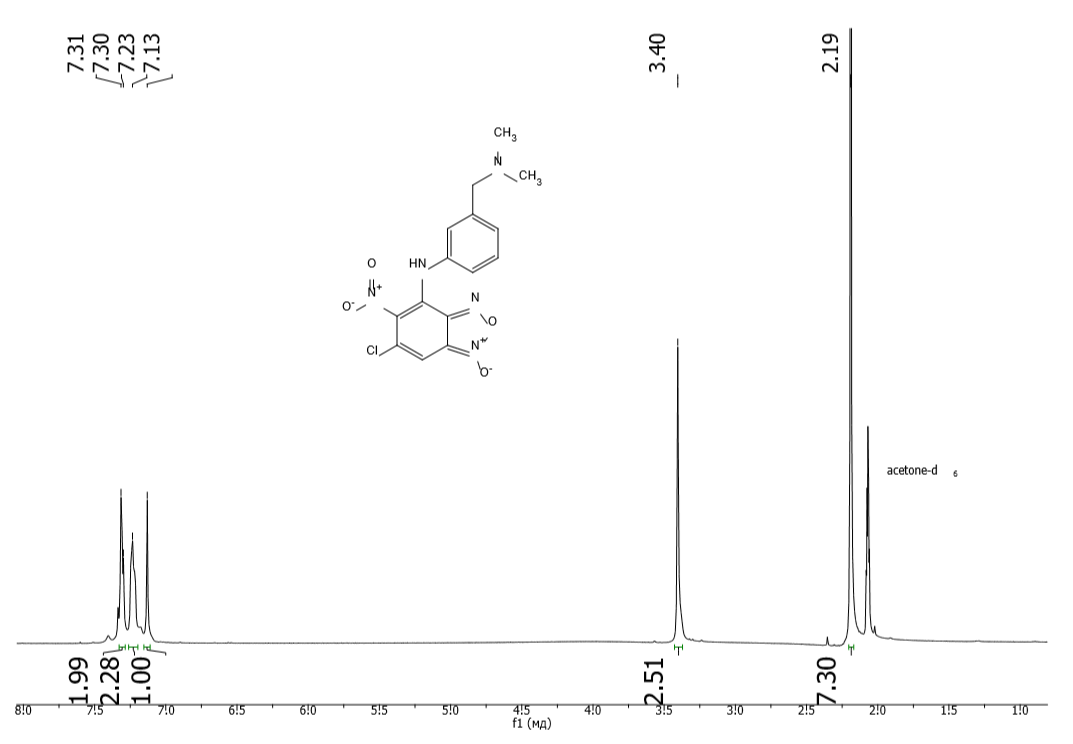 7.31
7.30
7.23
7.13
3.40
2.19
CH3
N
CH3
HN
O
N+
O-
N
O
Cl
N+
O-
acetone-d 6
1.99
2.28
1.00
2.51
7.30
8.0 7.5 7.0 6.5 6.0 5.5 5.0 4.5 4.0 3.5 3.0 2.5 2.0 1.5 1.0
f1 (мд)